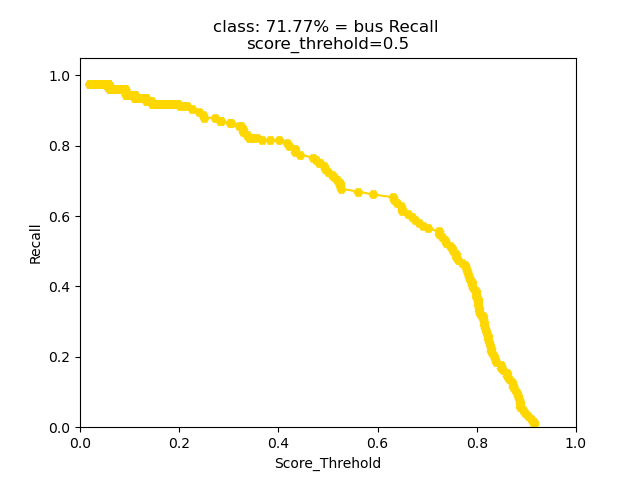 class: 71.77% = bus Recall
score_threhold=0.5
1.0
0.8
0.6
0.4
0.2
0.0
Recall
0.0 0.2 0.4 0.6 0.8 1.0
Score_Threhold